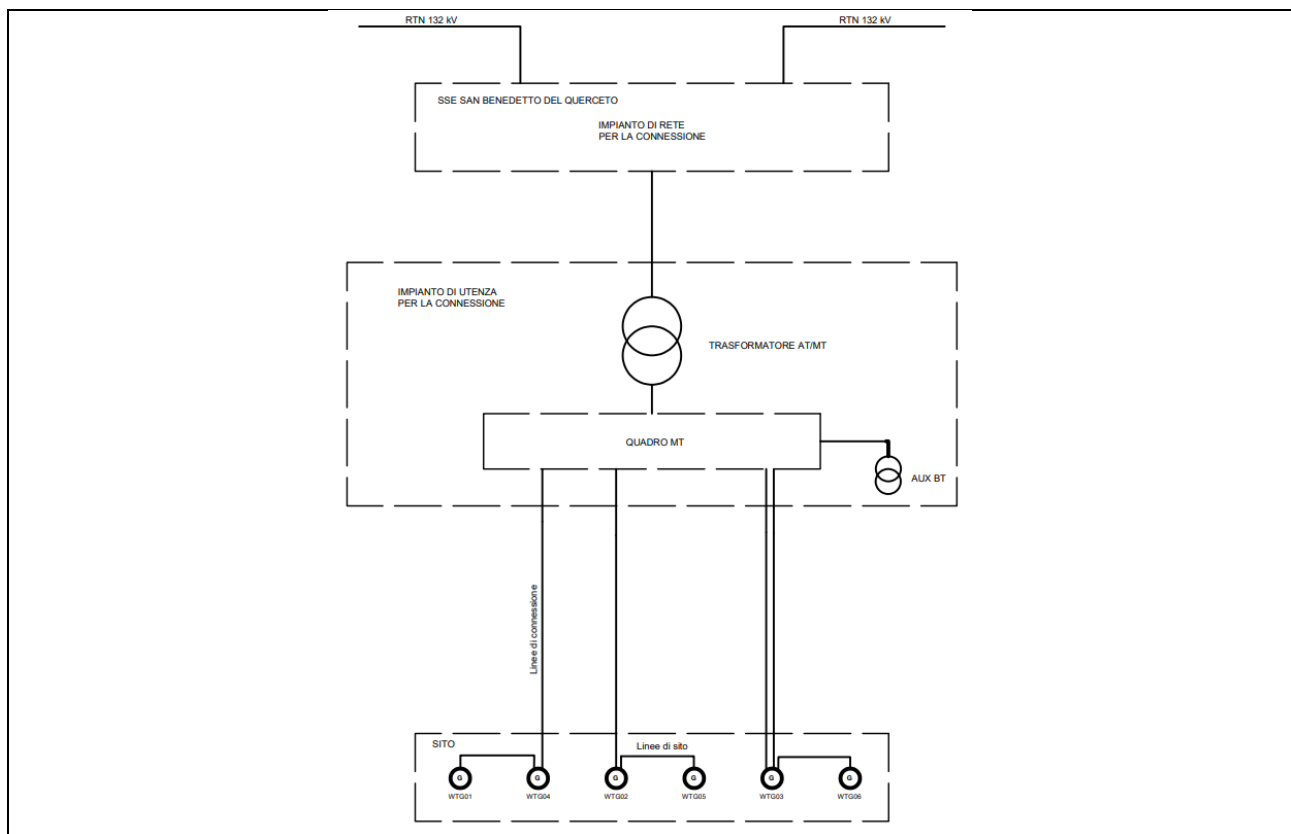 RTN 132 kV
RTN 132 kV
SSE SAN BENEDETTO DEL QUERCETO
IMPIANTO DI RETE
PER LA CONNESSIONE
IMPIANTO DI UTENZA
PER LA CONNESSIONE
TRASFORMATORE AT/MT
QUADRO MT
AUX BT
Linee di connessione
SITO
Linee di sito
G
G
G
G
G
G
WTG01
WTG04
WTG02
WTG05
WTG03
WTG06